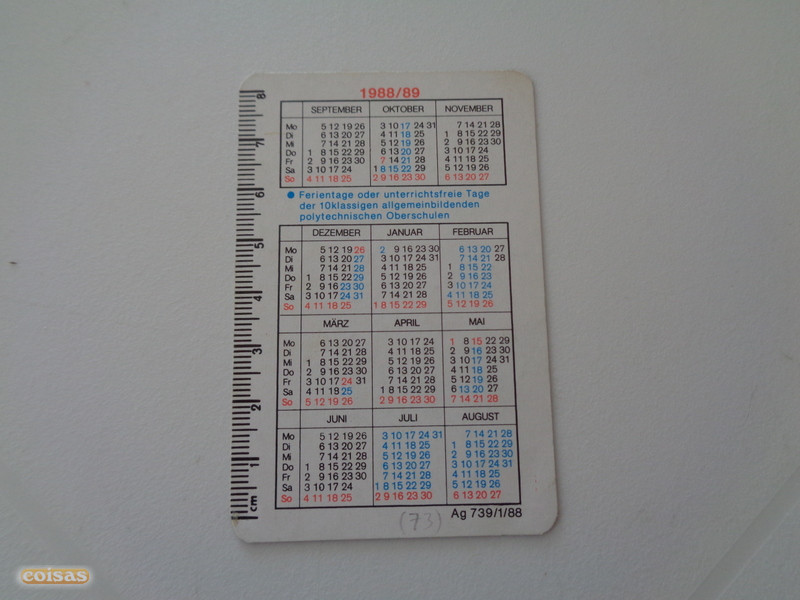 1988/89
SEPTEMBER OKTOBER NOVEMBER
Mo 5 12 19 26 3 10 17 24 31 7 14 21 28
Di 6 13 20 27 4 11 18 25 1 8 15 22 29
Mi 7 14 21 28 5 12 19 26 2 9 16 23 30
Do 1 8 15 22 29 6 13 20 27 3 10 17 24
Fr 2 9 16 23 30 7 14 21 28 4 11 18 25
Sa 3 10 17 24 1 8 15 22 29 5 12 19 26
So 4 11 18 25 2 9 16 23 30 6 13 20 27
● Ferientage oder unterrichtsfreie Tage
der 10klassigen allgemeinbildenden
polytechnischen Oberschulen
DEZEMBER JANUAR FEBRUAR
Mo 5 12 19 26 2 9 16 23 30 6 13 20 27
Di 6 13 20 27 3 10 17 24 31 7 14 21 28
Mi 7 14 21 28 4 11 18 25 1 8 15 22
Do 1 8 15 22 29 5 12 19 26 2 9 16 23
Fr 2 9 16 23 30 6 13 20 27 3 10 17 24
Sa 3 10 17 24 31 7 14 21 28 4 11 18 25
So 4 11 18 25 1 8 15 22 29 5 12 19 26
MÄRZ APRIL MAI
Mo 6 13 20 27 3 10 17 24 1 8 15 22 29
Di 7 14 21 28 4 11 18 25 2 9 16 23 30
Mi 1 8 15 22 29 5 12 19 26 3 10 17 24 31
Do 2 9 16 23 30 6 13 20 27 4 11 18 25
Fr 3 10 17 24 31 7 14 21 28 5 12 19 26
Sa 4 11 18 25 1 8 15 22 29 6 13 20 27
So 5 12 19 26 2 9 16 23 30 7 14 21 28
JUNI JULI AUGUST
Mo 5 12 19 26 3 10 17 24 31 7 14 21 28
Di 6 13 20 27 4 11 18 25 1 8 15 22 29
Mi 7 14 21 28 5 12 19 26 2 9 16 23 30
Do 1 8 15 22 29 6 13 20 27 3 10 17 24 31
Fr 2 9 16 23 30 7 14 21 28 4 11 18 25
Sa 3 10 17 24 1 8 15 22 29 5 12 19 26
So 4 11 18 25 2 9 16 23 30 6 13 20 27
(73) Ag 739/1/88
cm 1 2 3 4 5 6 7 8
coisas